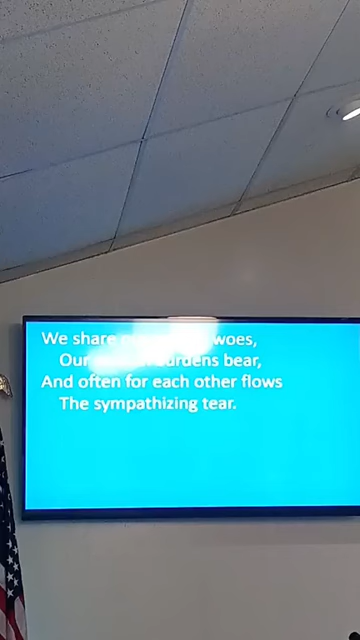 We share woes,
Our burdens bear,
And often for each other flows
The sympathizing tear.